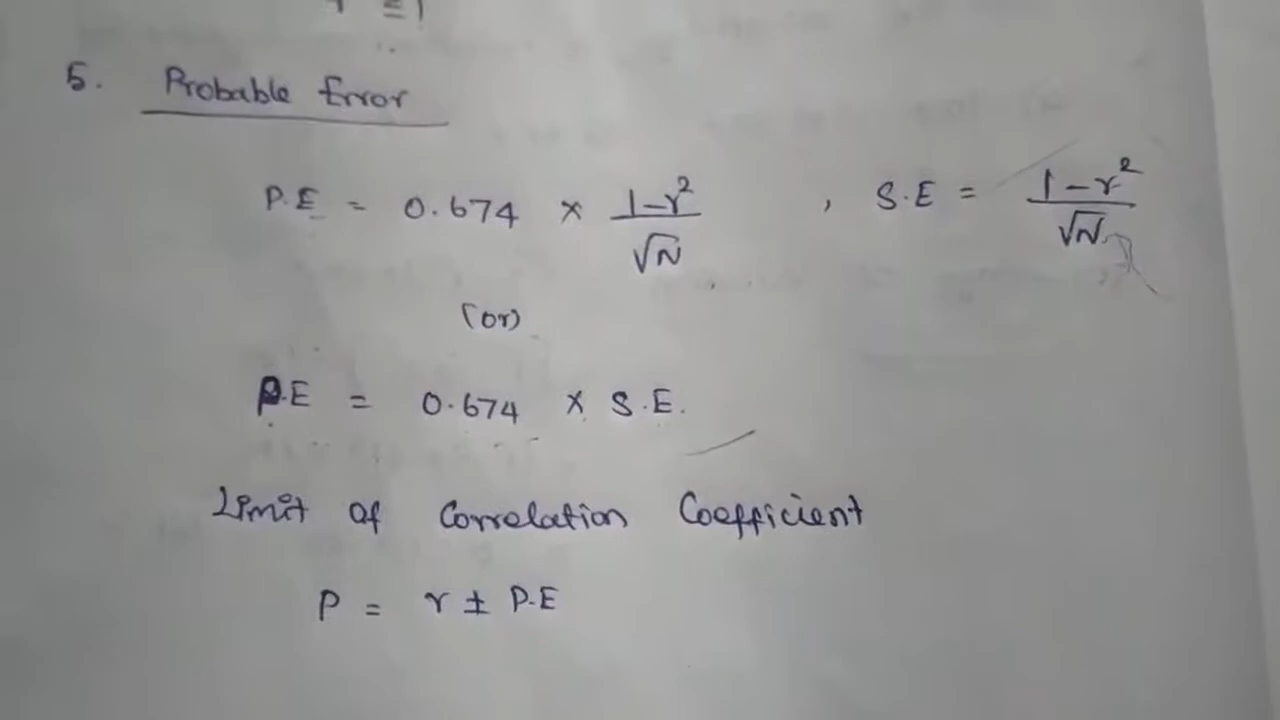 5. Probable Error
P.E = 0.674 × 1-r² / √N , S.E = 1-r² / √N
(or)
P.E = 0.674 × S.E.
Limit of Correlation Coefficient
P = r ± P.E